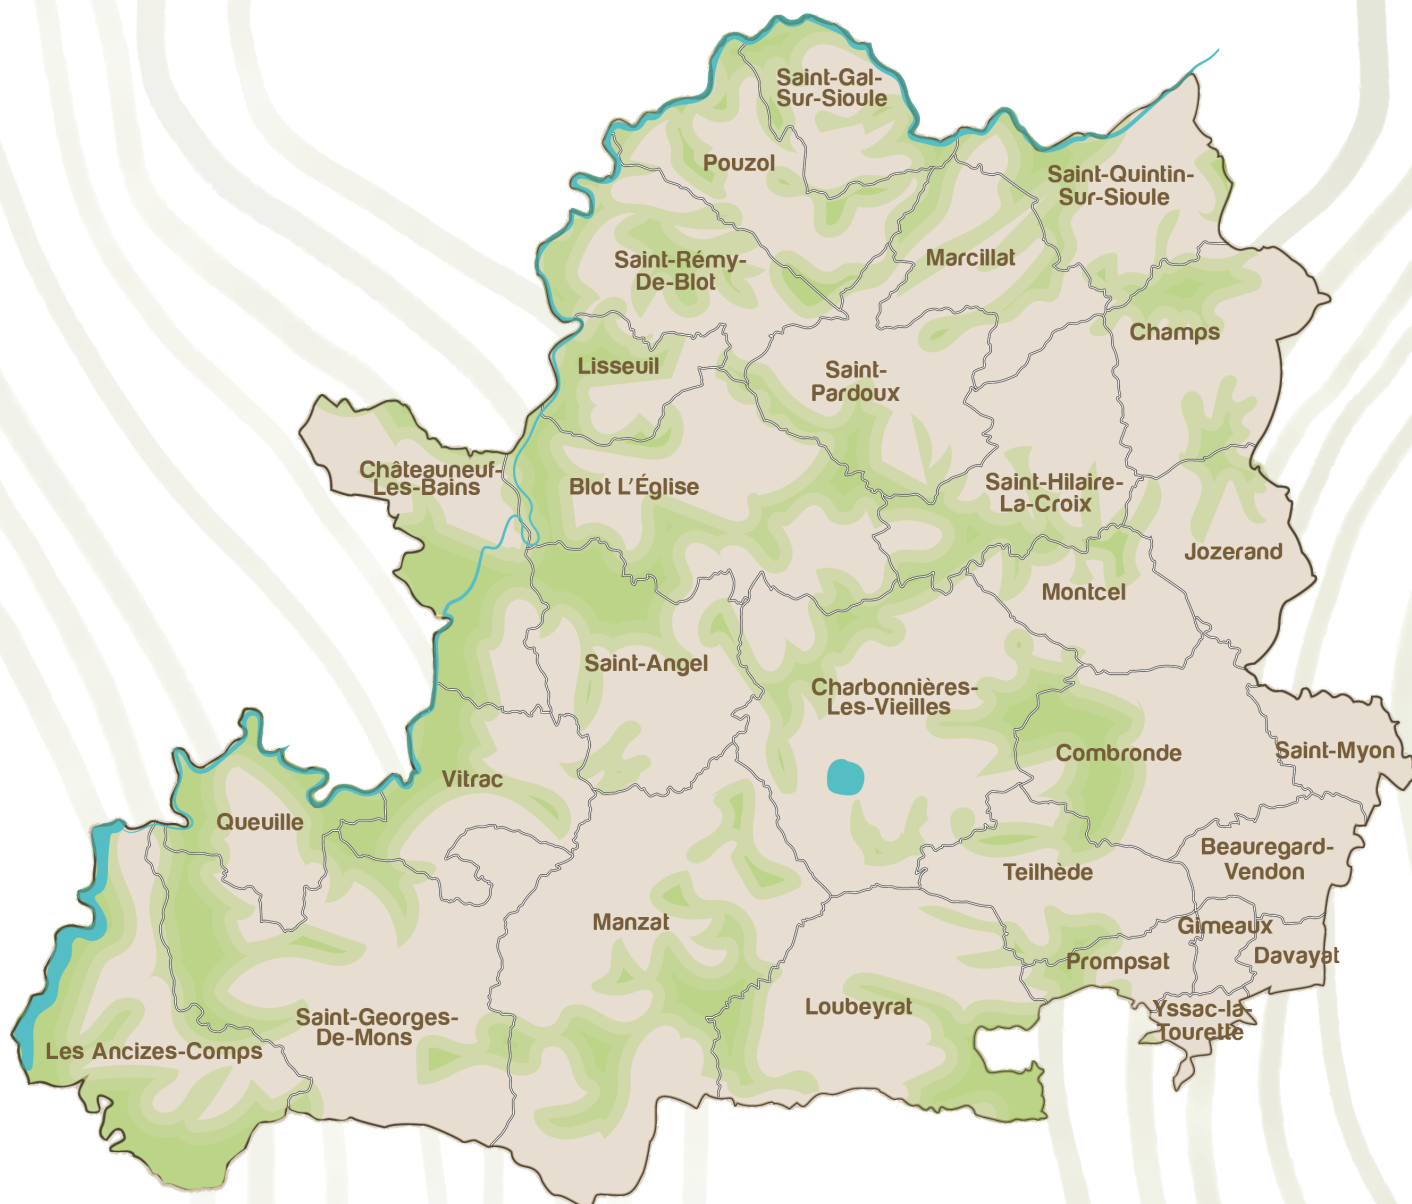 Saint-Gal-
Sur-Sioule
Pouzol
Saint-Quintin-
Sur-Sioule
Saint-Rémy-
De-Blot
Marcillat
Champs
Lisseuil
Saint-
Pardoux
Châteauneuf-
Les-Bains
Blot L'Église
Saint-Hilaire-
La-Croix
Jozerand
Montcel
Saint-Angel
Charbonnières-
Les-Vieilles
Combronde
Saint-Myon
Vitrac
Queuille
Beauregard-
Vendon
Teilhède
Manzat
Gimeaux
Davayat
Prompsat
Loubeyrat
Yssac-la-
Tourette
Saint-Georges-
De-Mons
Les Ancizes-Comps